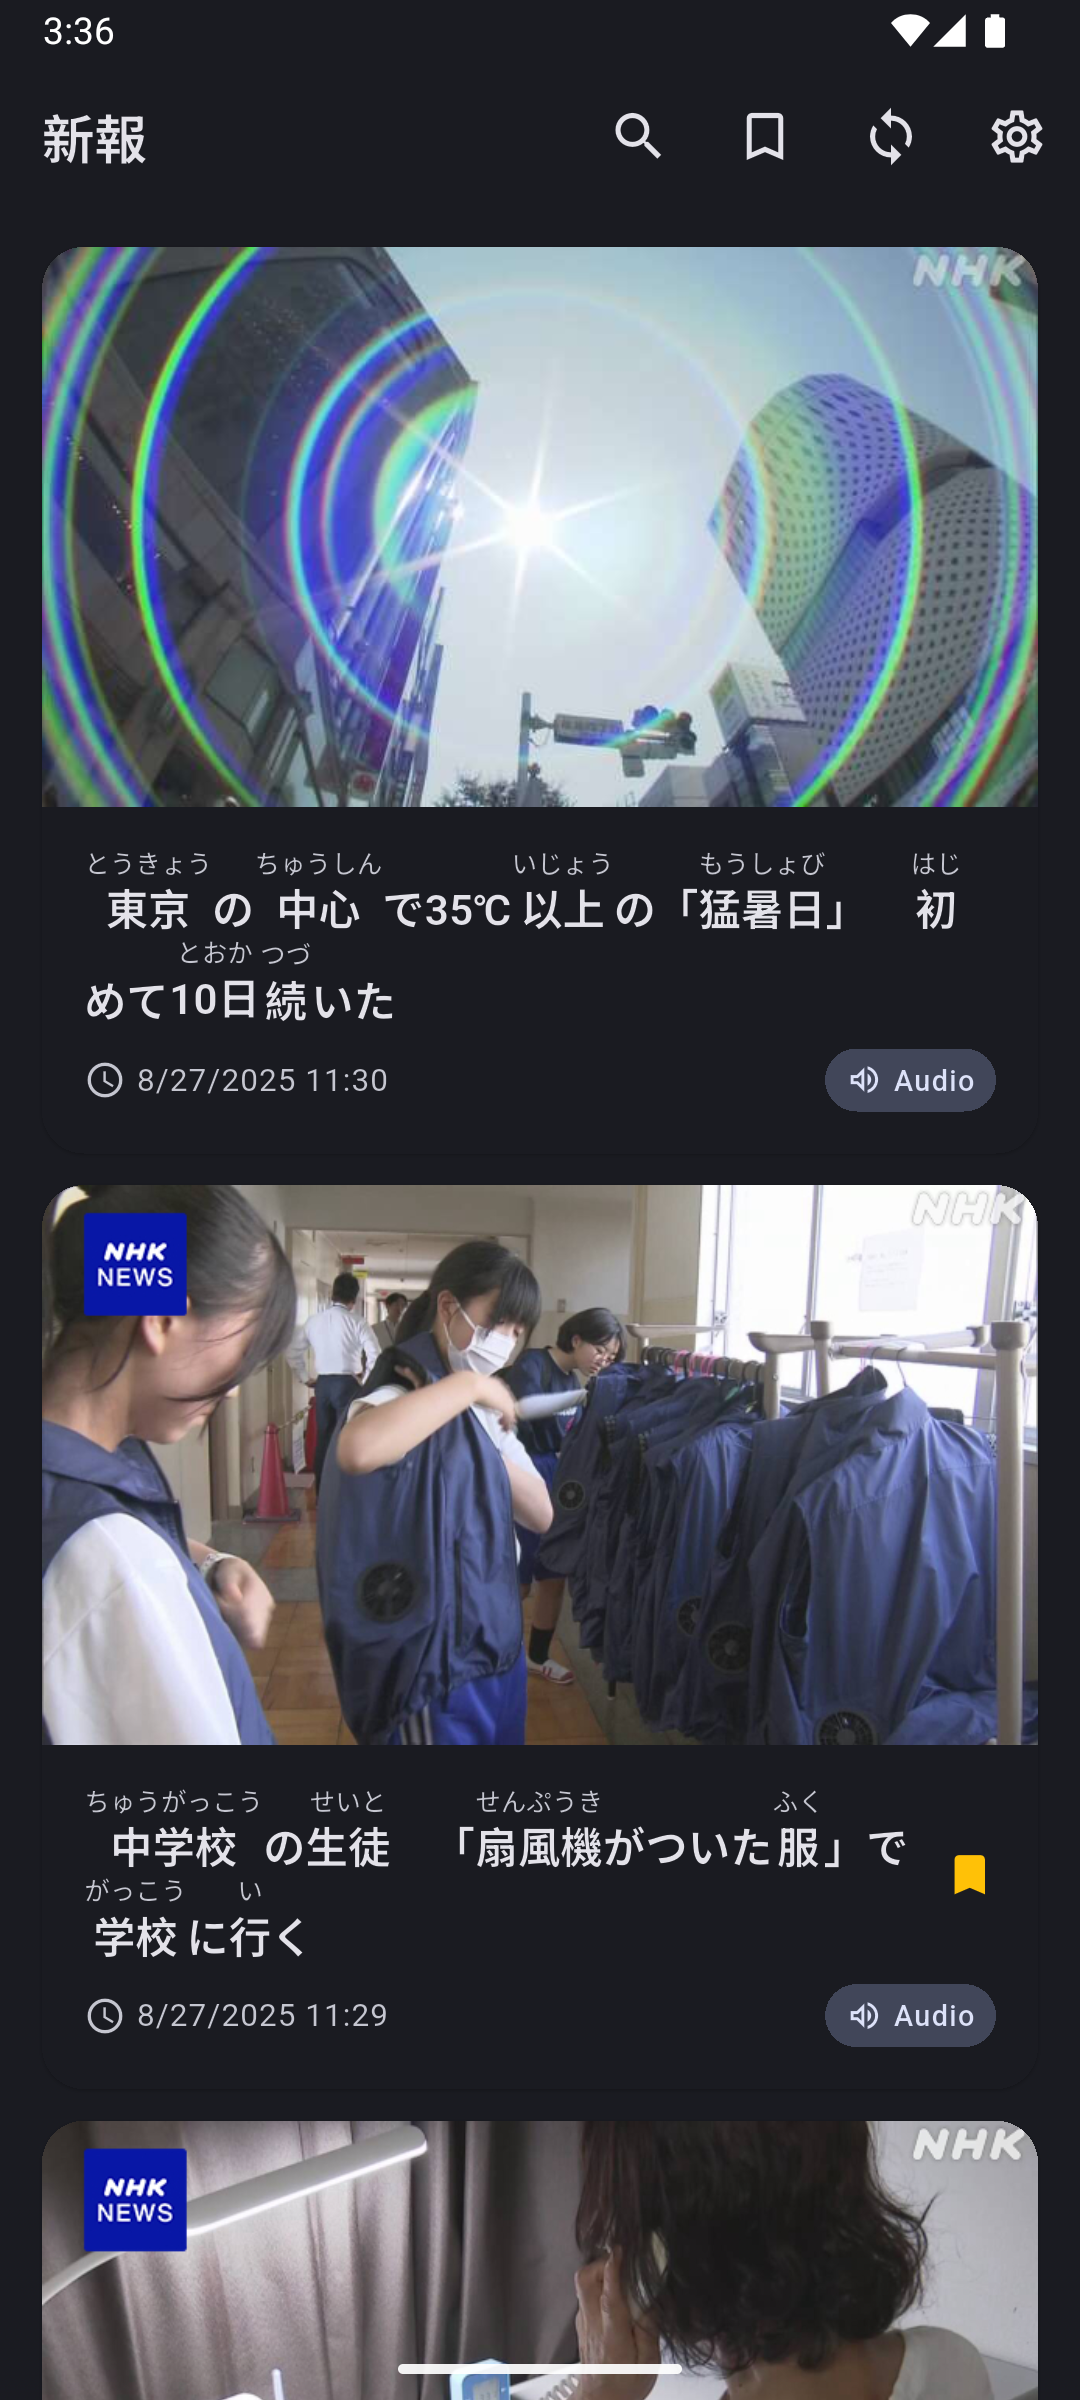 3:36
新報
NHK
とうきょう ちゅうしん いじょう もうしょび はじ
東京の中心で35℃以上の「猛暑日」 初
とおか つづ
めて10日続いた
8/27/2025 11:30
Audio
NHK
NEWS
NHK
ちゅうがっこう せいと せんぷうき ふく
中学校の生徒 「扇風機がついた服」で
がっこう い
学校に行く
8/27/2025 11:29
Audio
NHK
NEWS
NHK